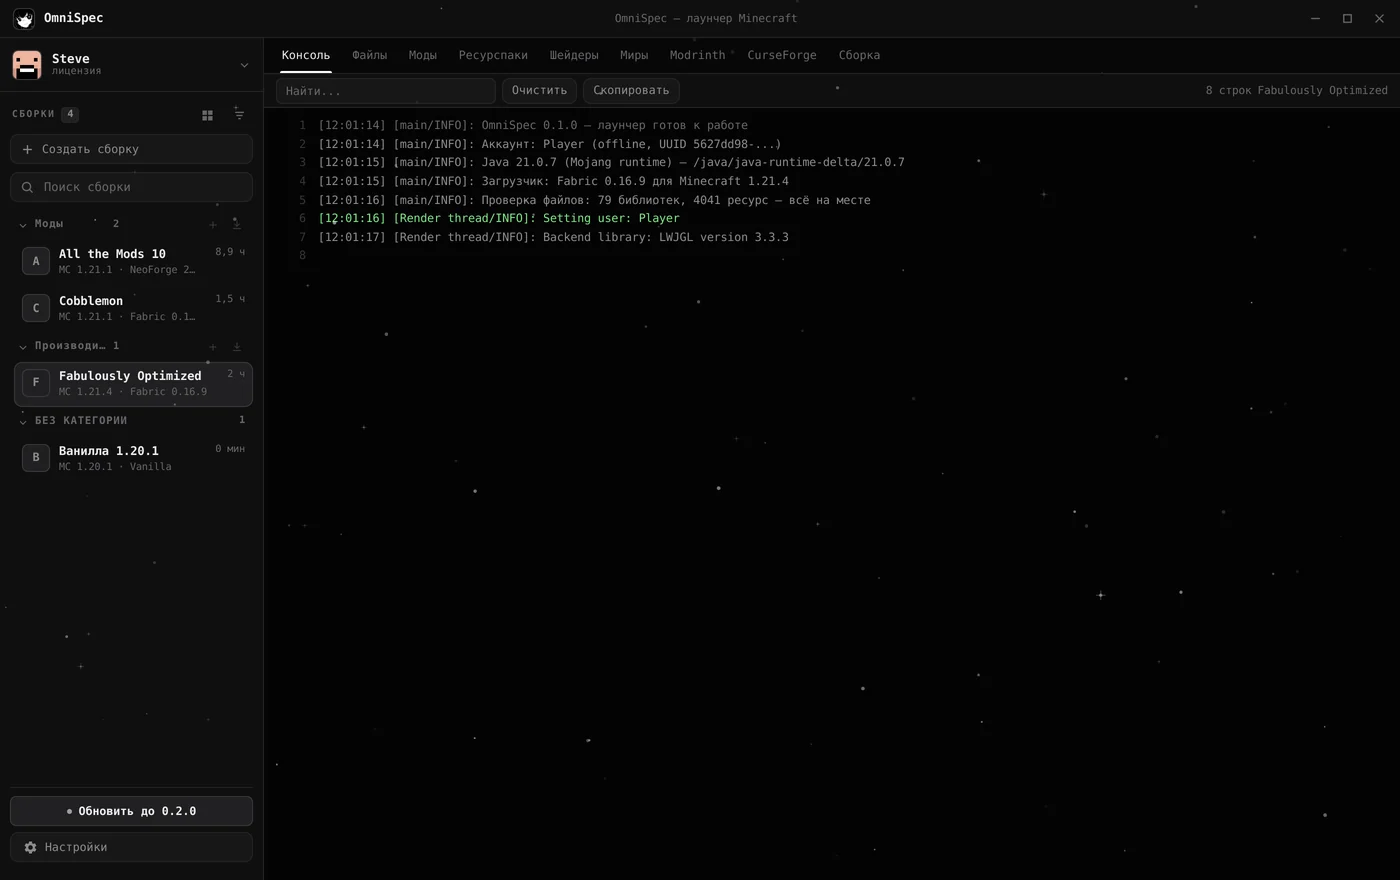 OmniSpec
OmniSpec — лаунчер Minecraft
Steve
лицензия
СБОРКИ 4
+ Создать сборку
Поиск сборки
Моды 2
A
All the Mods 10
8,9 ч
MC 1.21.1 · NeoForge 2…
C
Cobblemon
1,5 ч
MC 1.21.1 · Fabric 0.1…
Производи… 1
F
Fabulously Optimized
2 ч
MC 1.21.4 · Fabric 0.16.9
БЕЗ КАТЕГОРИИ 1
В
Ванилла 1.20.1
0 мин
MC 1.20.1 · Vanilla
Обновить до 0.2.0
Настройки
Консоль Файлы Моды Ресурспаки Шейдеры Миры Modrinth CurseForge Сборка
Найти... Очистить Скопировать 8 строк Fabulously Optimized
1 [12:01:14] [main/INFO]: OmniSpec 0.1.0 — лаунчер готов к работе
2 [12:01:14] [main/INFO]: Аккаунт: Player (offline, UUID 5627dd98-...)
3 [12:01:15] [main/INFO]: Java 21.0.7 (Mojang runtime) — /java/java-runtime-delta/21.0.7
4 [12:01:15] [main/INFO]: Загрузчик: Fabric 0.16.9 для Minecraft 1.21.4
5 [12:01:16] [main/INFO]: Проверка файлов: 79 библиотек, 4041 ресурс — всё на месте
6 [12:01:16] [Render thread/INFO]: Setting user: Player
7 [12:01:17] [Render thread/INFO]: Backend library: LWJGL version 3.3.3
8